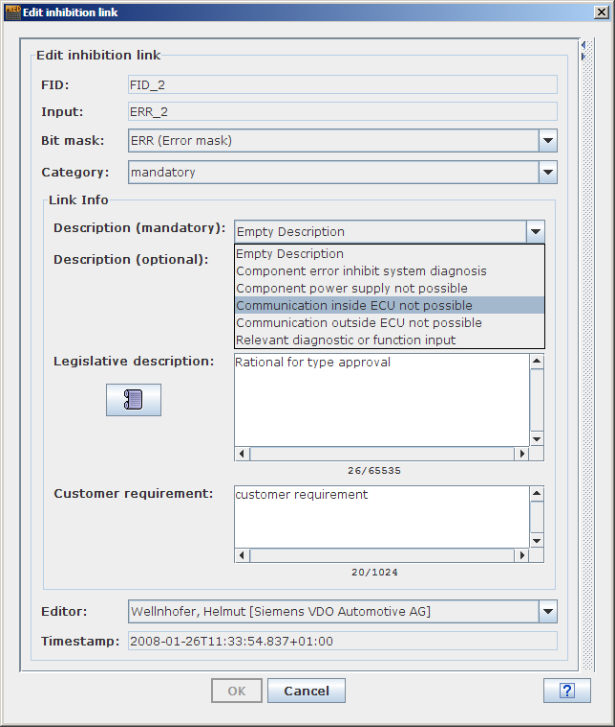 Edit inhibition link
Edit inhibition link
FID: FID_2
Input: ERR_2
Bit mask: ERR (Error mask)
Category: mandatory
Link Info
Description (mandatory): Empty Description
Description (optional):
Empty Description
Component error inhibit system diagnosis
Component power supply not possible
Communication inside ECU not possible
Communication outside ECU not possible
Relevant diagnostic or function input
Legislative description: Rational for type approval
26/65535
Customer requirement: customer requirement
20/1024
Editor: Wellnhofer, Helmut [Siemens VDO Automotive AG]
Timestamp: 2008-01-26T11:33:54.837+01:00
OK Cancel ?